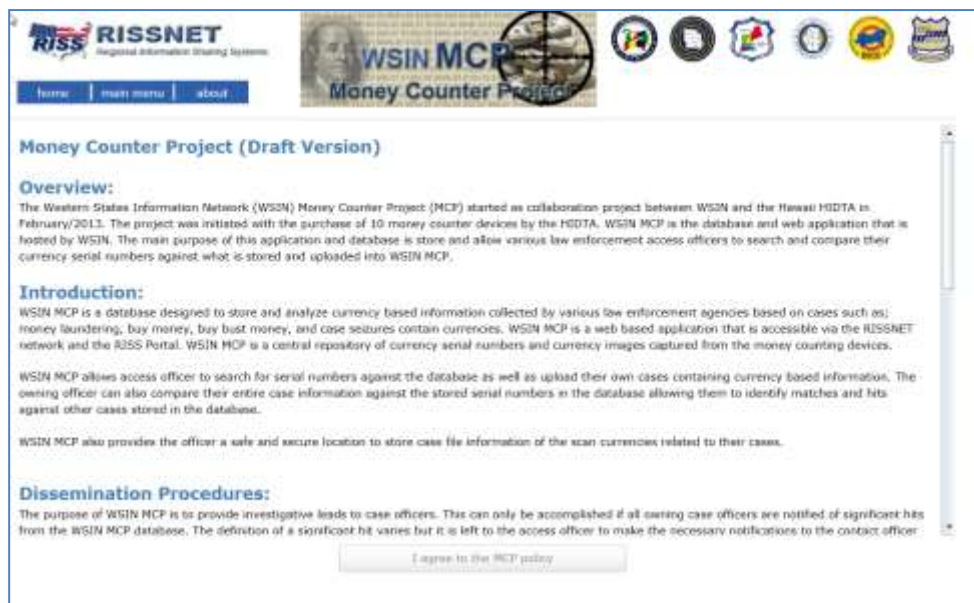 RISS
RISSNET
Regional Information Sharing Systems
WSIN MCP
Money Counter Project
home | main menu | about
Money Counter Project (Draft Version)
Overview:
The Western States Information Network (WSIN) Money Counter Project (MCP) started as collaboration project between WSIN and the Hawaii HIDTA in
February/2013. The project was initiated with the purchase of 10 money counter devices by the HIDTA. WSIN MCP is the database and web application that is
hosted by WSIN. The main purpose of this application and database is store and allow various law enforcement access officers to search and compare their
currency serial numbers against what is stored and uploaded into WSIN MCP.
Introduction:
WSIN MCP is a database designed to store and analyze currency based information collected by various law enforcement agencies based on cases such as;
money laundering, buy money, buy bust money, and case seizures contain currencies. WSIN MCP is a web based application that is accessible via the RISSNET
network and the RISS Portal. WSIN MCP is a central repository of currency serial numbers and currency images captured from the money counting devices.
WSIN MCP allows access officer to search for serial numbers against the database as well as upload their own cases containing currency based information. The
owning officer can also compare their entire case information against the stored serial numbers in the database allowing them to identify matches and hits
against other cases stored in the database.
WSIN MCP also provides the officer a safe and secure location to store case file information of the scan currencies related to their cases.
Dissemination Procedures:
The purpose of WSIN MCP is to provide investigative leads to case officers. This can only be accomplished if all owning case officers are notified of significant hits
from the WSIN MCP database. The definition of a significant hit varies but it is left to the access officer to make the necessary notifications to the contact officer
I agree to the MCP policy